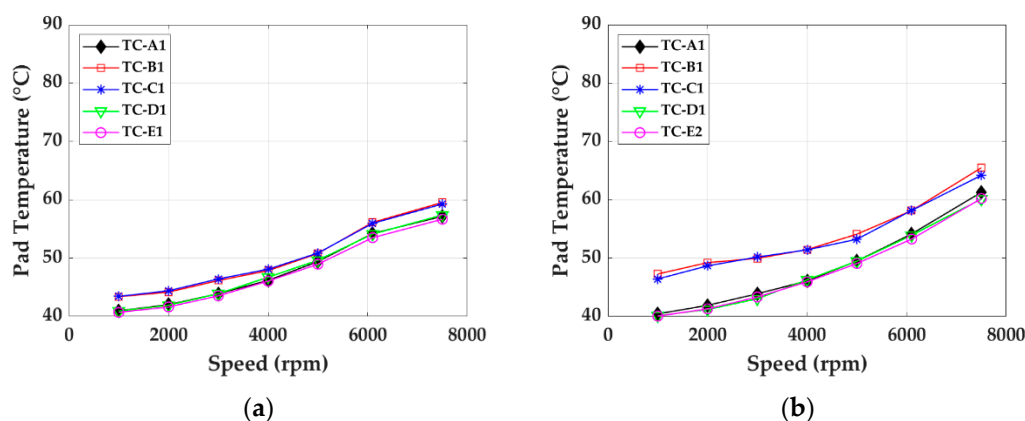 90
80
70
60
50
40
Pad Temperature (°C)
TC-A1
TC-B1
TC-C1
TC-D1
TC-E1
0 2000 4000 6000 8000
Speed (rpm)
(a)
90
80
70
60
50
40
Pad Temperature (°C)
TC-A1
TC-B1
TC-C1
TC-D1
TC-E2
0 2000 4000 6000 8000
Speed (rpm)
(b)